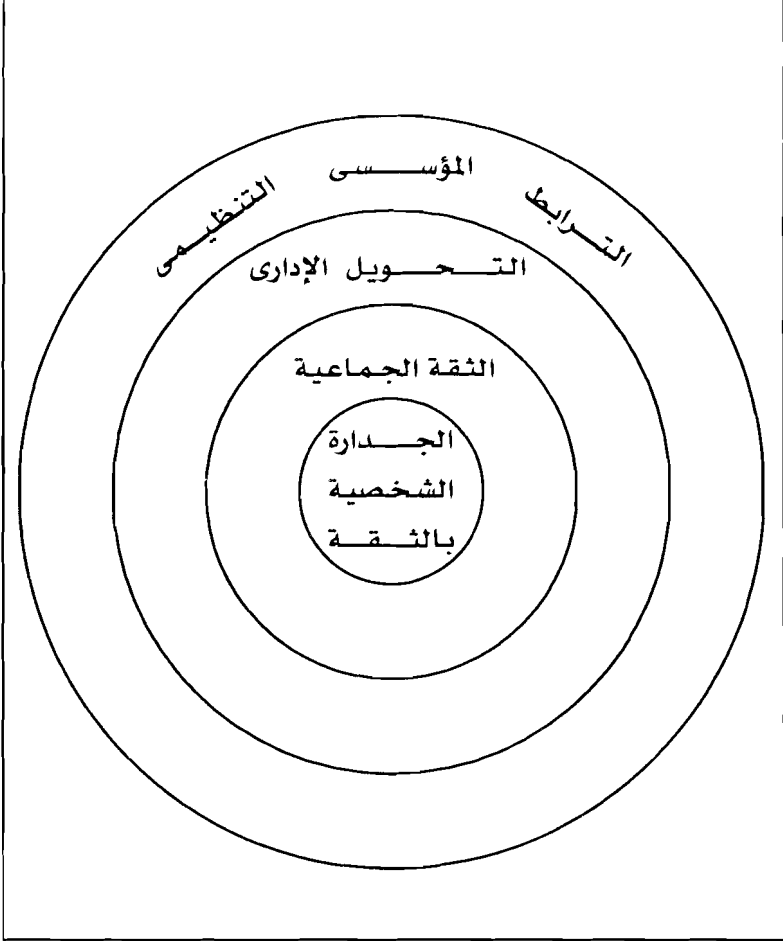 الترابط المؤسسى التنظيمى
التحويل الإدارى
الثقة الجماعية
الجدارة
الشخصية
بالثقة